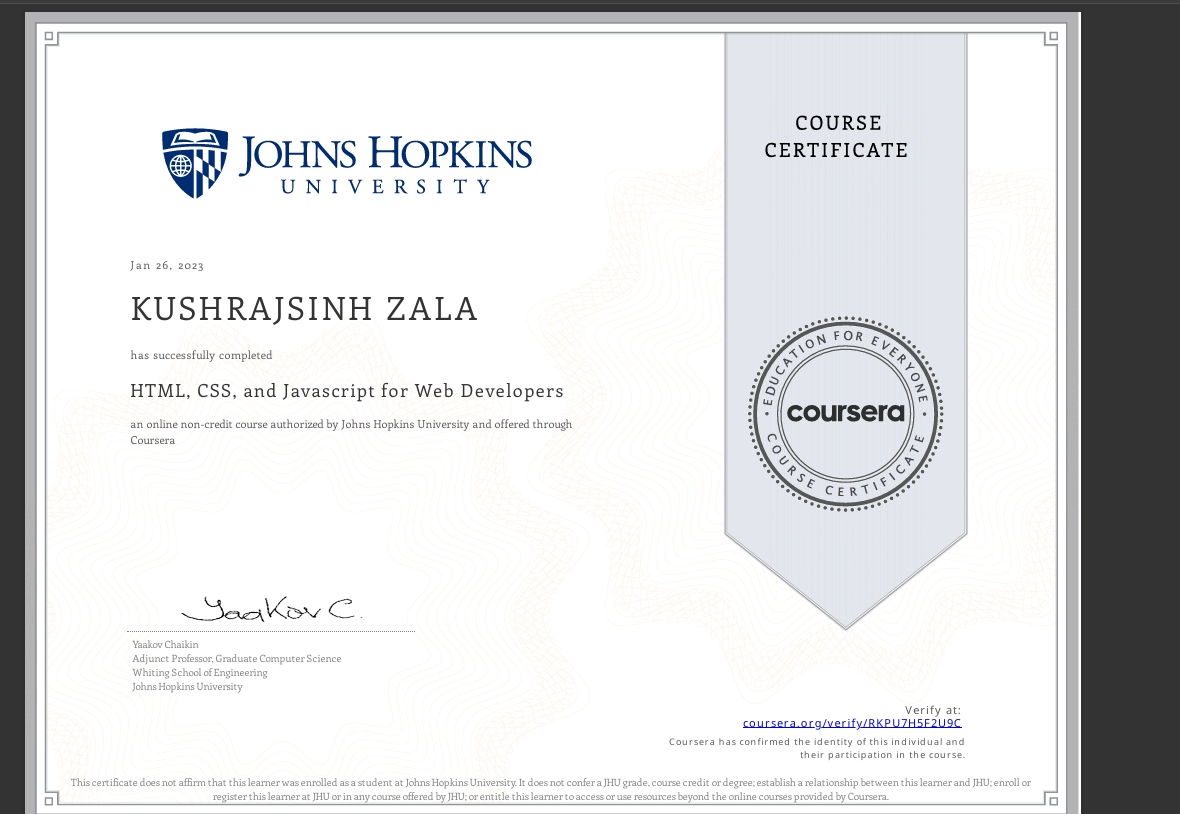 JOHNS HOPKINS
UNIVERSITY
COURSE
CERTIFICATE
Jan 26, 2023
KUSHRAJSINH ZALA
has successfully completed
HTML, CSS, and Javascript for Web Developers
an online non-credit course authorized by Johns Hopkins University and offered through
Coursera
EDUCATION FOR EVERYONE
coursera
COURSE CERTIFICATE
Yaakov C.
Yaakov Chaikin
Adjunct Professor, Graduate Computer Science
Whiting School of Engineering
Johns Hopkins University
Verify at:
coursera.org/verify/RKPU7H5F2U9C
Coursera has confirmed the identity of this individual and
their participation in the course.
This certificate does not affirm that this learner was enrolled as a student at Johns Hopkins University. It does not confer a JHU grade, course credit or degree; establish a relationship between this learner and JHU; enroll or
register this learner at JHU or in any course offered by JHU; or entitle this learner to access or use resources beyond the online courses provided by Coursera.